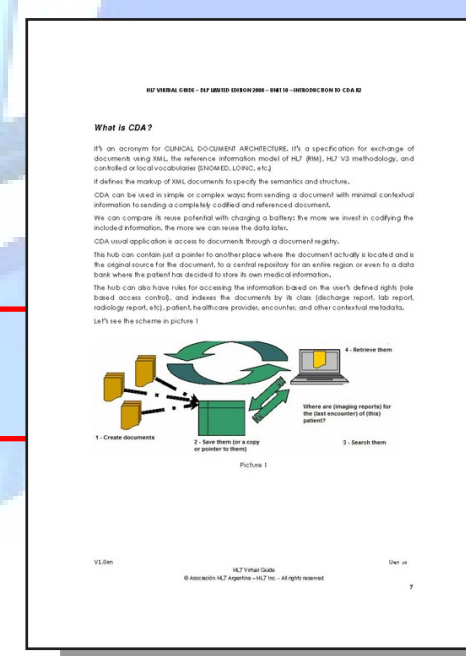 HL7 VIRTUAL GUIDE – DLP LIMITED EDITION 2008 – UNIT 10 – INTRODUCTION TO CDA R2
What is CDA?
It's an acronym for CLINICAL DOCUMENT ARCHITECTURE. It's a specification for exchange of
documents using XML, the reference information model of HL7 (RIM), HL7 V3 methodology, and
controlled or local vocabularies (SNOMED, LOINC, etc.)
It defines the markup of XML documents to specify the semantics and structure.
CDA can be used in simple or complex ways: from sending a document with minimal contextual
information to sending a completely codified and referenced document.
We can compare its reuse potential with charging a battery: the more we invest in codifying the
included information, the more we can reuse the data later.
CDA usual application is access to documents through a document registry.
This hub can contain just a pointer to another place where the document actually is located and is
the original source for the document, to a central repository for an entire region or even to a data
bank where the patient has decided to store its own medical information.
The hub can also have rules for accessing the information based on the user's defined rights (role
based access control), and indexes the documents by its class (discharge report, lab report,
radiology report, etc), patient, healthcare provider, encounter, and other contextual metadata.
Let's see the scheme in picture 1
4 - Retrieve them
Where are (imaging reports) for
the (last encounter) of (this)
patient?
1 - Create documents
2 - Save them (or a copy
or pointer to them)
3 - Search them
Picture 1
V1.0en
HL7 Virtual Guide
© Asociación HL7 Argentina – HL7 Inc. - All rights reserved
7